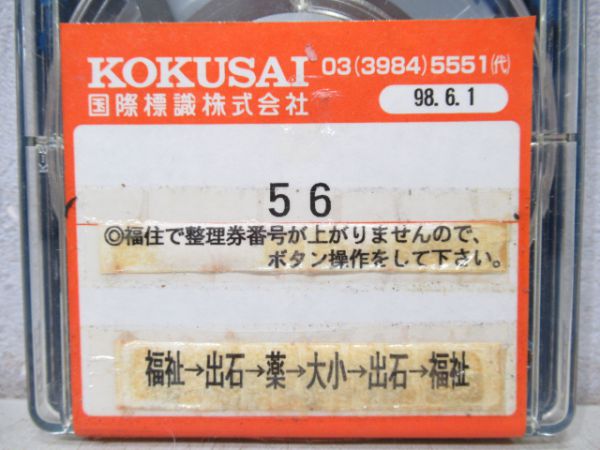 KOKUSAI 03(3984)5551(代)
国際標識株式会社 98.6.1
56
◎福住で整理券番号が上がりませんので、
ボタン操作をして下さい。
福祉→出石→薬→大小→出石→福祉